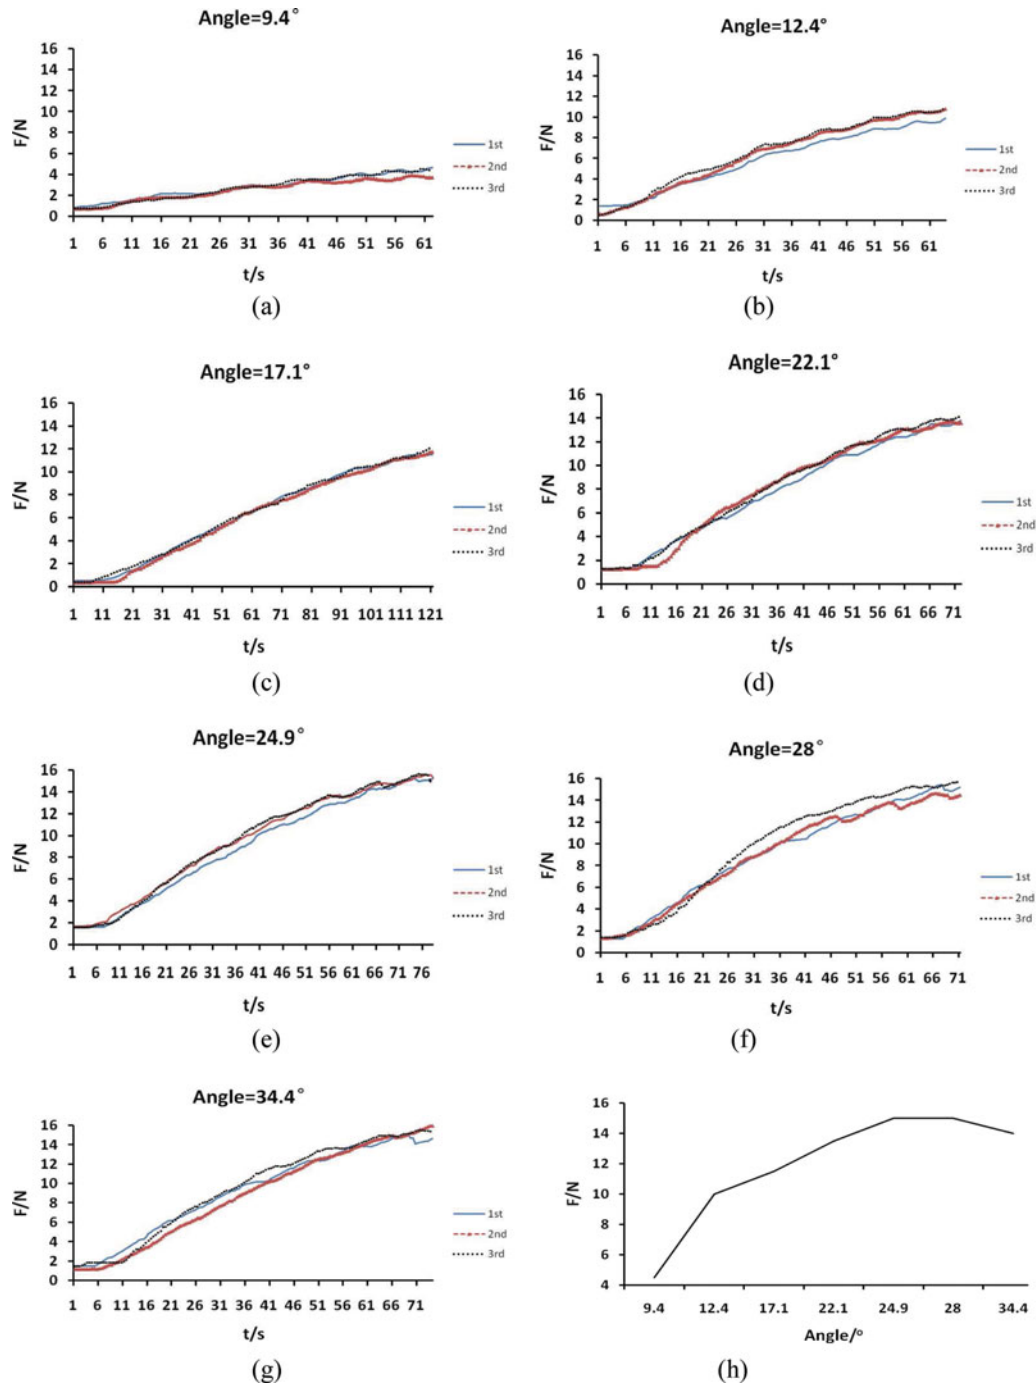 Angle=9.4°
16
14
12
10
8
6
4
2
0
F/N
1 6 11 16 21 26 31 36 41 46 51 56 61
t/s
1st
2nd
3rd
(a)
Angle=12.4°
16
14
12
10
8
6
4
2
0
F/N
1 6 11 16 21 26 31 36 41 46 51 56 61
t/s
1st
2nd
3rd
(b)
Angle=17.1°
16
14
12
10
8
6
4
2
0
F/N
1 11 21 31 41 51 61 71 81 91 101 111 121
t/s
1st
2nd
3rd
(c)
Angle=22.1°
16
14
12
10
8
6
4
2
0
F/N
1 6 11 16 21 26 31 36 41 46 51 56 61 66 71
t/s
1st
2nd
3rd
(d)
Angle=24.9°
16
14
12
10
8
6
4
2
0
F/N
1 6 11 16 21 26 31 36 41 46 51 56 61 66 71 76
t/s
1st
2nd
3rd
(e)
Angle=28°
16
14
12
10
8
6
4
2
0
F/N
1 6 11 16 21 26 31 36 41 46 51 56 61 66 71
t/s
1st
2nd
3rd
(f)
Angle=34.4°
16
14
12
10
8
6
4
2
0
F/N
1 6 11 16 21 26 31 36 41 46 51 56 61 66 71
t/s
1st
2nd
3rd
(g)
16
14
12
10
8
6
4
F/N
9.4 12.4 17.1 22.1 24.9 28 34.4
Angle/°
(h)